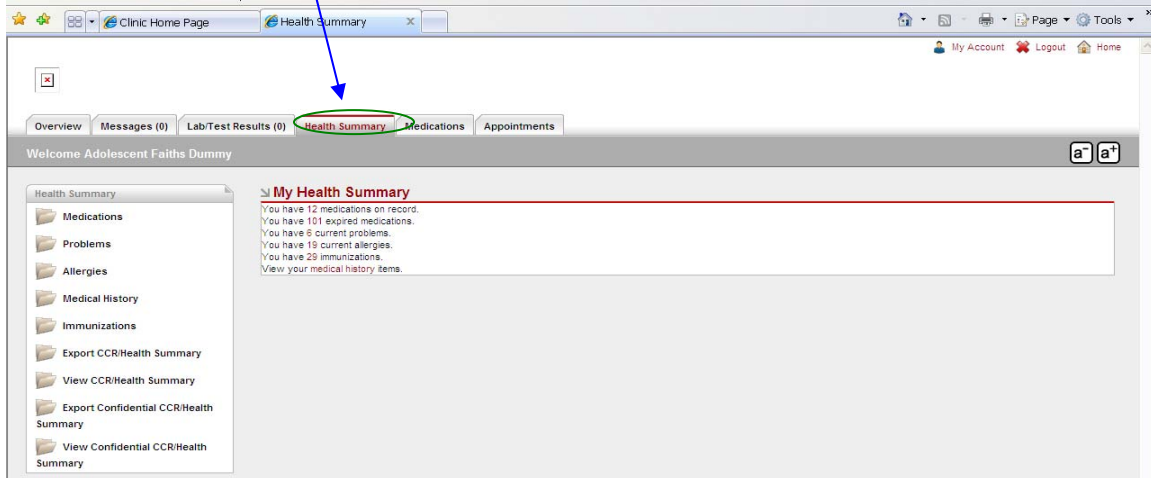 Clinic Home Page
Health Summary
Page
Tools
My Account Logout Home
Overview Messages (0) Lab/Test Results (0) Health Summary Medications Appointments
Welcome Adolescent Faiths Dummy
a- a+
Health Summary
Medications
Problems
Allergies
Medical History
Immunizations
Export CCR/Health Summary
View CCR/Health Summary
Export Confidential CCR/Health
Summary
View Confidential CCR/Health
Summary
My Health Summary
You have 12 medications on record.
You have 101 expired medications.
You have 6 current problems.
You have 19 current allergies.
You have 29 immunizations.
View your medical history items.